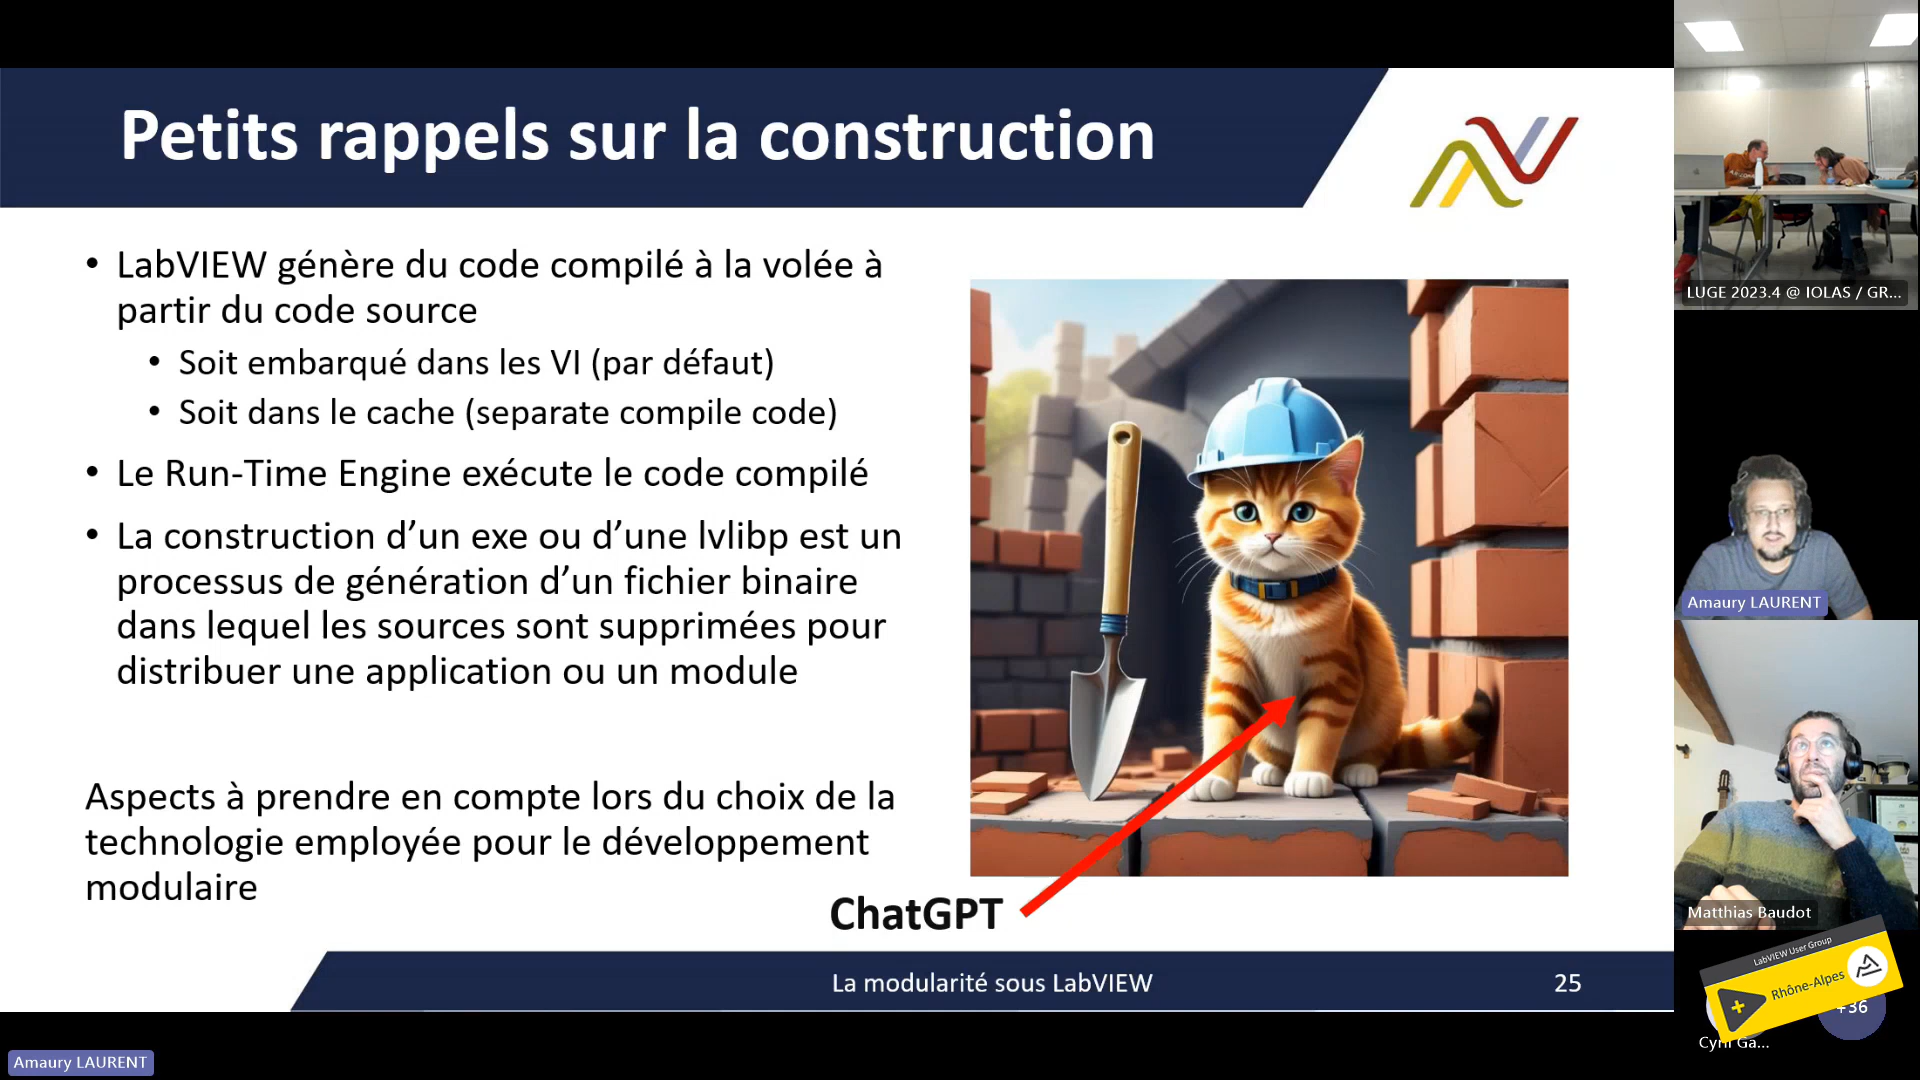 Petits rappels sur la construction
• LabVIEW génère du code compilé à la volée à
partir du code source
• Soit embarqué dans les VI (par défaut)
• Soit dans le cache (separate compile code)
• Le Run-Time Engine exécute le code compilé
• La construction d’un exe ou d’une lvlibp est un
processus de génération d’un fichier binaire
dans lequel les sources sont supprimées pour
distribuer une application ou un module
Aspects à prendre en compte lors du choix de la
technologie employée pour le développement
modulaire
ChatGPT
La modularité sous LabVIEW
25
Amaury LAURENT
LUGE 2023.4 @ IOLAS / GR...
Amaury LAURENT
Matthias Baudot
LabVIEW User Group
Rhône-Alpes
+36
Cyril Ga...